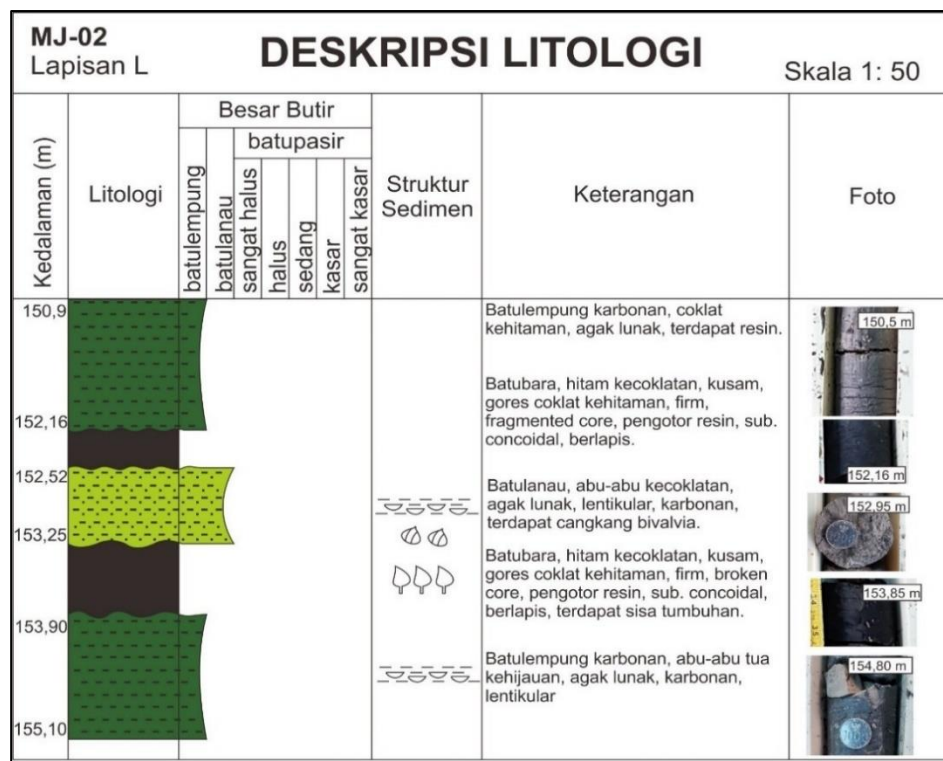 MJ-02
Lapisan L
DESKRIPSI LITOLOGI
Skala 1: 50
Kedalaman (m)
Litologi
Besar Butir
batupasir
batulempung
batulanau
sangat halus
halus
sedang
kasar
sangat kasar
Struktur
Sedimen
Keterangan
Foto
150,9
Batulempung karbonan, coklat
kehitaman, agak lunak, terdapat resin.
150,5 m
Batubara, hitam kecoklatan, kusam,
gores coklat kehitaman, firm,
fragmented core, pengotor resin, sub.
concoidal, berlapis.
152,16
152,16 m
152,52
Batulanau, abu-abu kecoklatan,
agak lunak, lentikular, karbonan,
terdapat cangkang bivalvia.
152,95 m
153,25
Batubara, hitam kecoklatan, kusam,
gores coklat kehitaman, firm, broken
core, pengotor resin, sub. concoidal,
berlapis, terdapat sisa tumbuhan.
153,85 m
153,90
Batulempung karbonan, abu-abu tua
kehijauan, agak lunak, karbonan,
lentikular
154,80 m
155,10